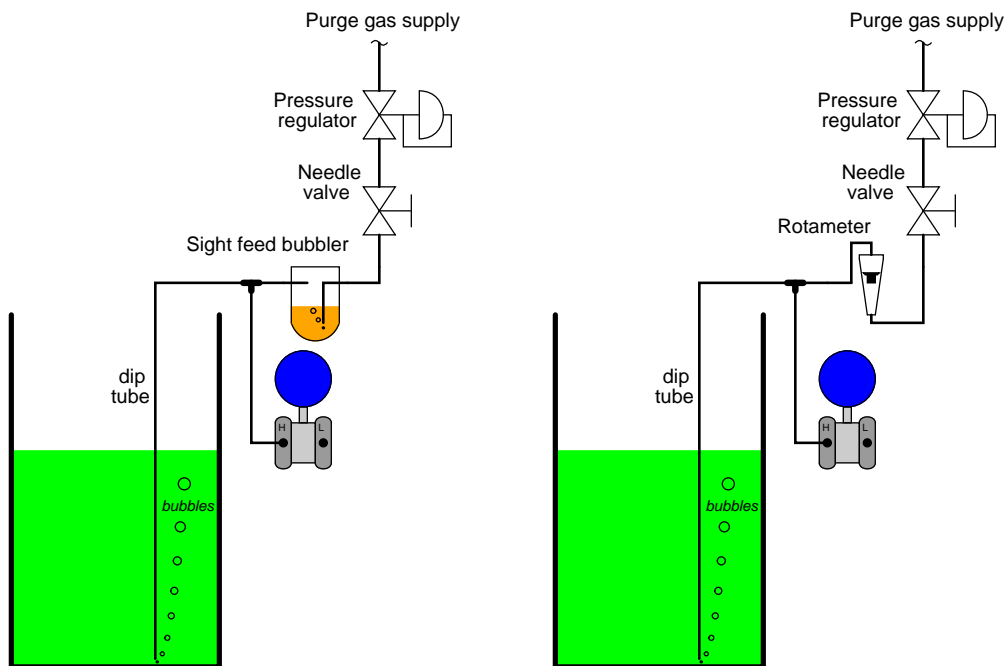 Purge gas supply
Pressure
regulator
Needle
valve
Sight feed bubbler
dip
tube
H
L
bubbles
Purge gas supply
Pressure
regulator
Needle
valve
Rotameter
dip
tube
H
L
bubbles